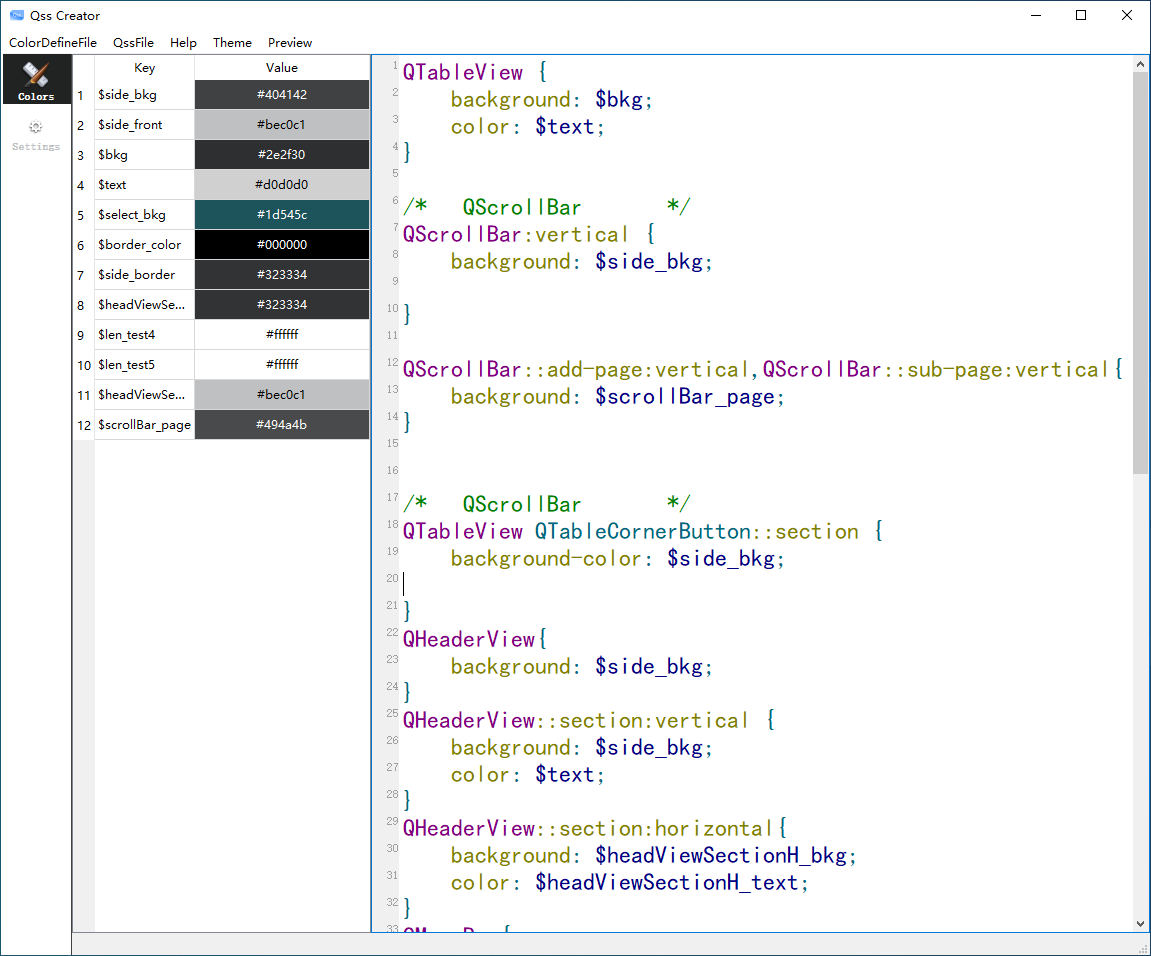 Qss Creator
ColorDefineFile QssFile Help Theme Preview
Colors
Settings
Key Value
1 $side_bkg #404142
2 $side_front #bec0c1
3 $bkg #2e2f30
4 $text #d0d0d0
5 $select_bkg #1d545c
6 $border_color #000000
7 $side_border #323334
8 $headViewSe... #323334
9 $len_test4 #ffffff
10 $len_test5 #ffffff
11 $headViewSe... #bec0c1
12 $scrollBar_page #494a4b
1 QTableView {
2 background: $bkg;
3 color: $text;
4 }
5
6 /* QScrollBar */
7 QScrollBar:vertical {
8 background: $side_bkg;
9
10 }
11
12 QScrollBar::add-page:vertical,QScrollBar::sub-page:vertical{
13 background: $scrollBar_page;
14 }
15
16
17 /* QScrollBar */
18 QTableView QTableCornerButton::section {
19 background-color: $side_bkg;
20
21 }
22 QHeaderView{
23 background: $side_bkg;
24 }
25 QHeaderView::section:vertical {
26 background: $side_bkg;
27 color: $text;
28 }
29 QHeaderView::section:horizontal{
30 background: $headViewSectionH_bkg;
31 color: $headViewSectionH_text;
32 }
33